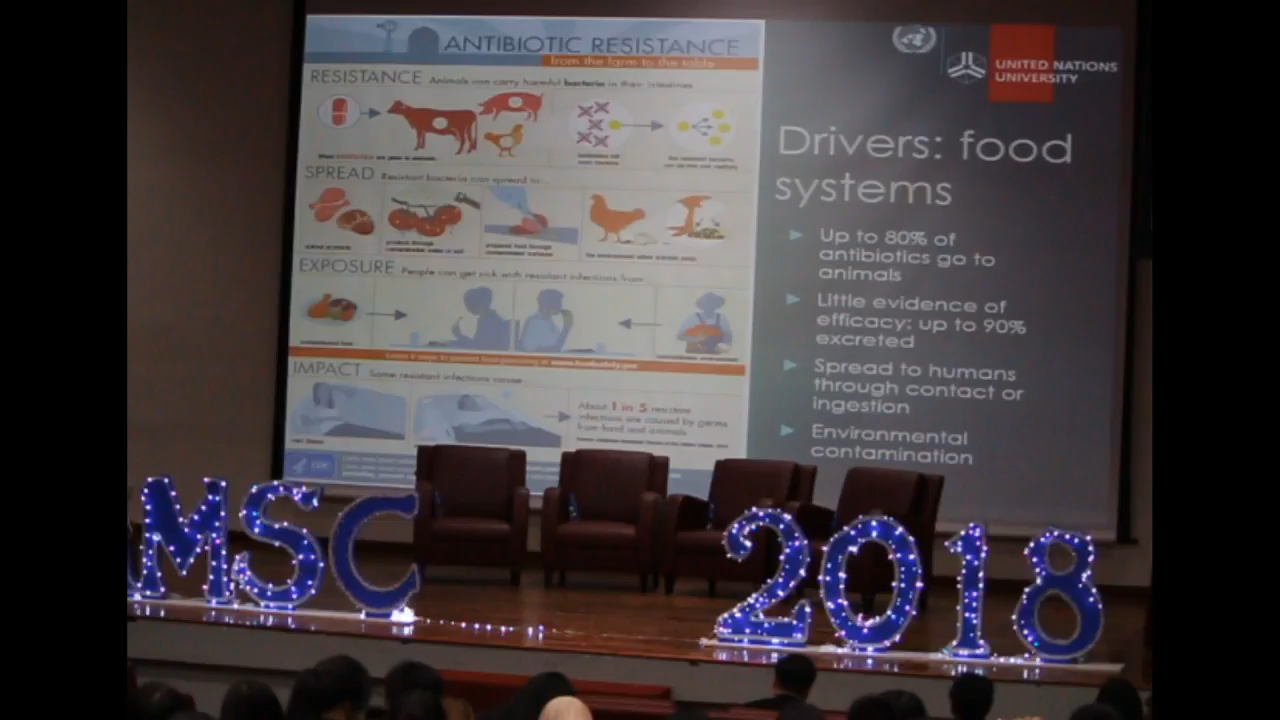 ANTIBIOTIC RESISTANCE
from the farm to the table
RESISTANCE Animals can carry harmful bacteria in their intestines
SPREAD Resistant bacteria can spread to...
EXPOSURE People can get sick with resistant infections from
IMPACT Some resistant infections cause
About 1 in 5 resistant
infections are caused by germs
from food and animals
UNITED NATIONS
UNIVERSITY
Drivers: food
systems
Up to 80% of
antibiotics go to
animals
Little evidence of
efficacy: up to 90%
excreted
Spread to humans
through contact or
ingestion
Environmental
contamination
MSC 2018